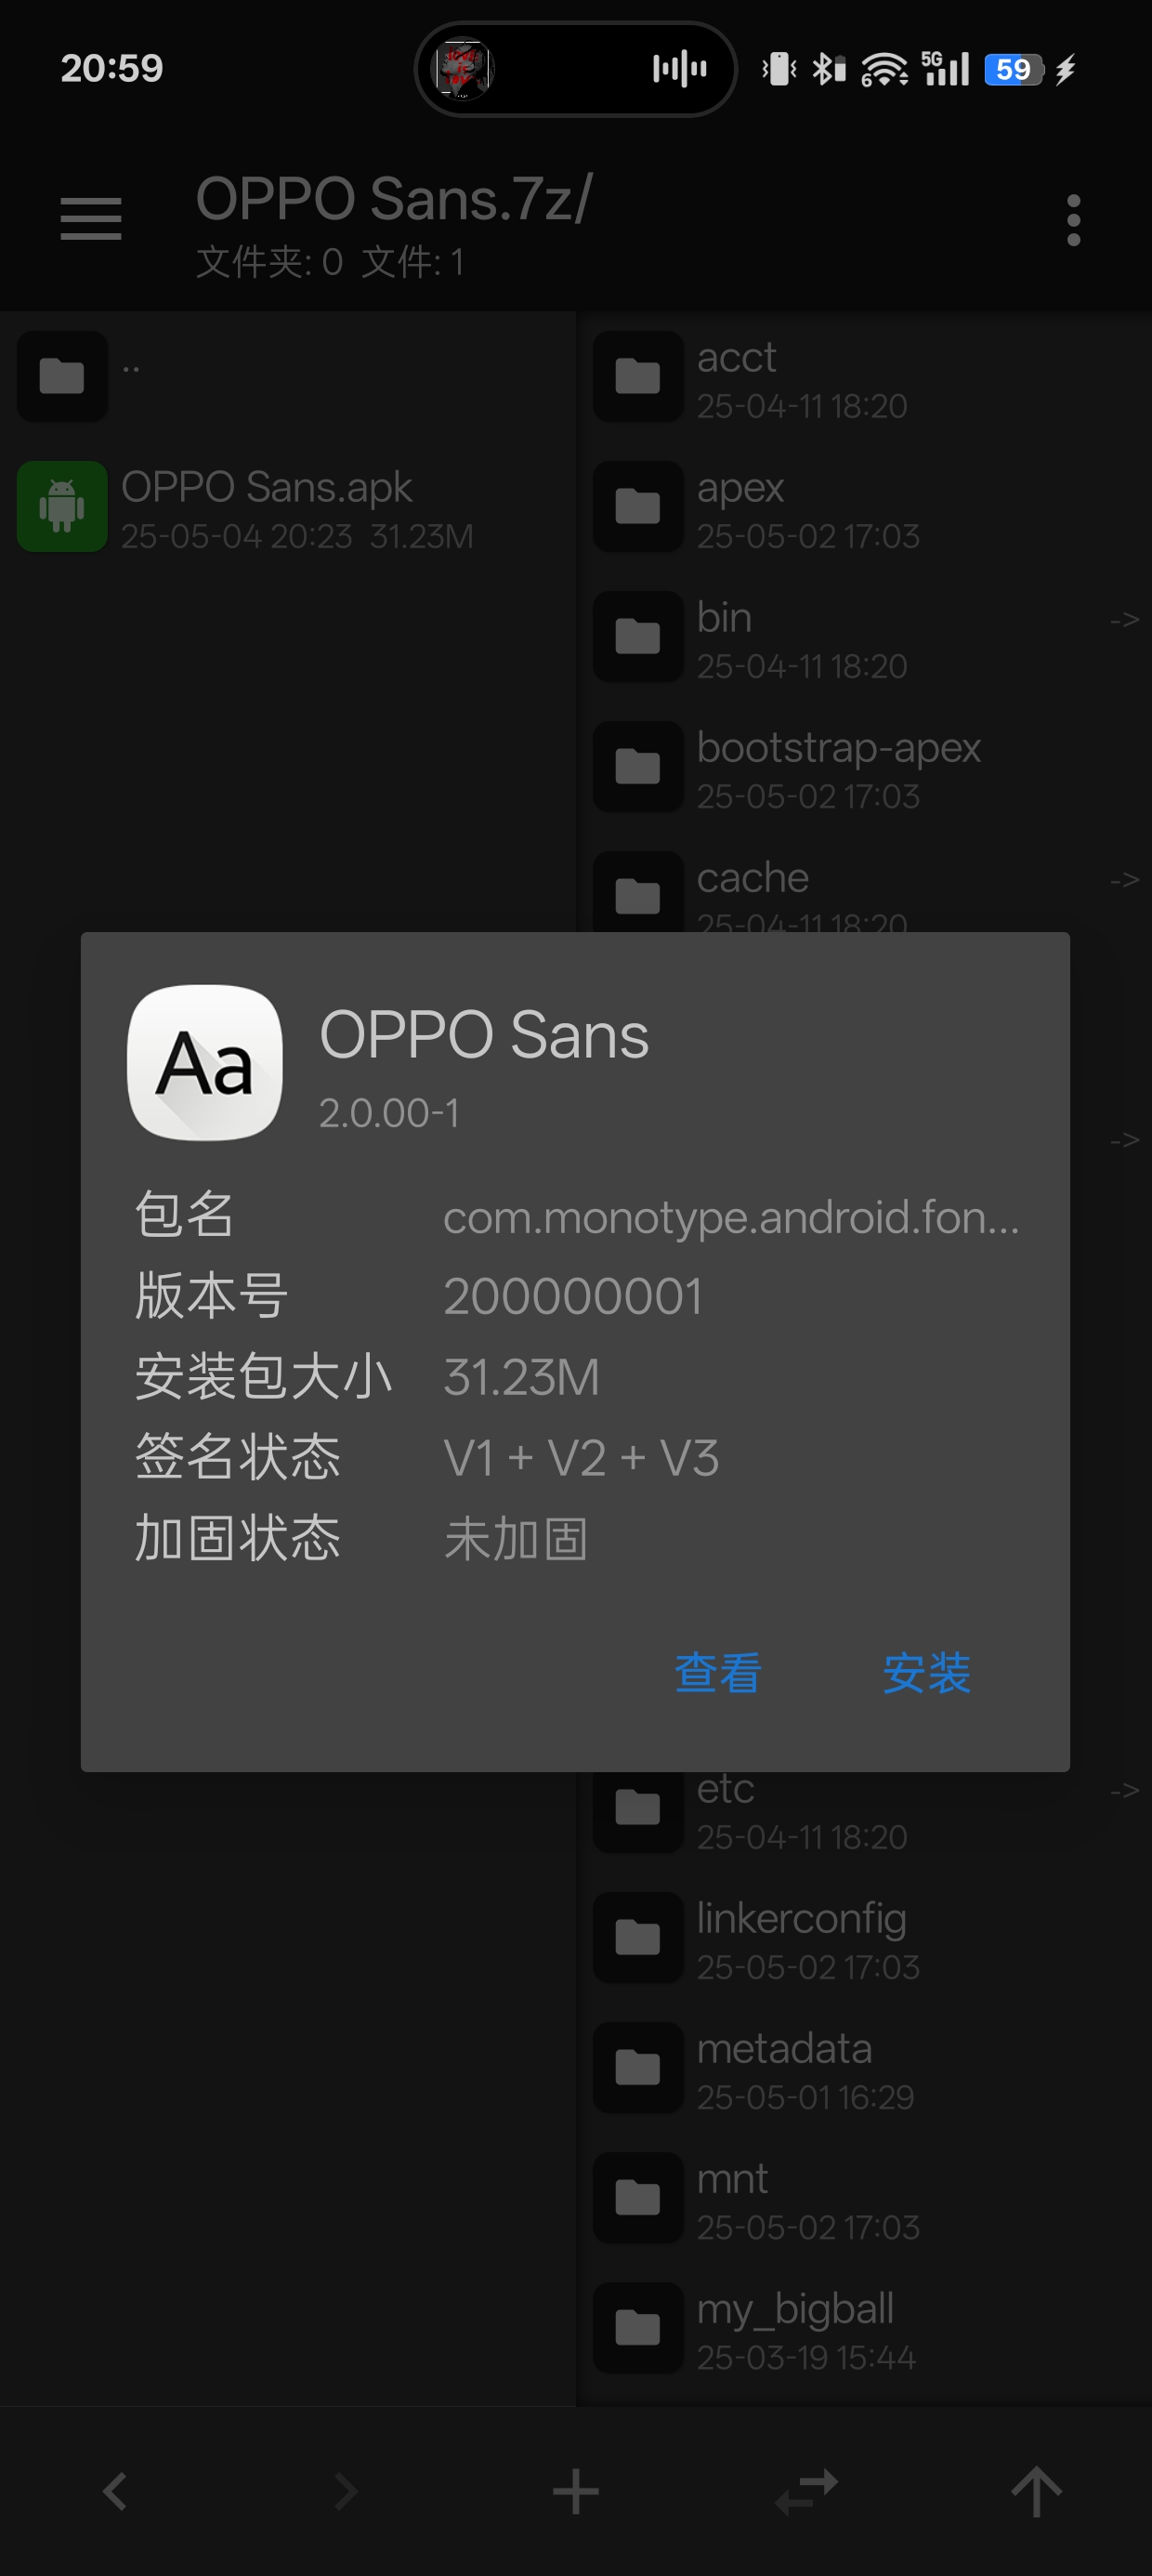 20:59
5G
6
59
OPPO Sans.7z/
文件夹: 0 文件: 1
..
OPPO Sans.apk
25-05-04 20:23 31.23M
acct
25-04-11 18:20
apex
25-05-02 17:03
bin
->
25-04-11 18:20
bootstrap-apex
25-05-02 17:03
cache
->
25-04-11 18:20
Aa
OPPO Sans
2.0.00-1
->
包名 com.monotype.android.fon...
版本号 200000001
安装包大小 31.23M
签名状态 V1 + V2 + V3
加固状态 未加固
查看 安装
etc
->
25-04-11 18:20
linkerconfig
25-05-02 17:03
metadata
25-05-01 16:29
mnt
25-05-02 17:03
my_bigball
25-03-19 15:44